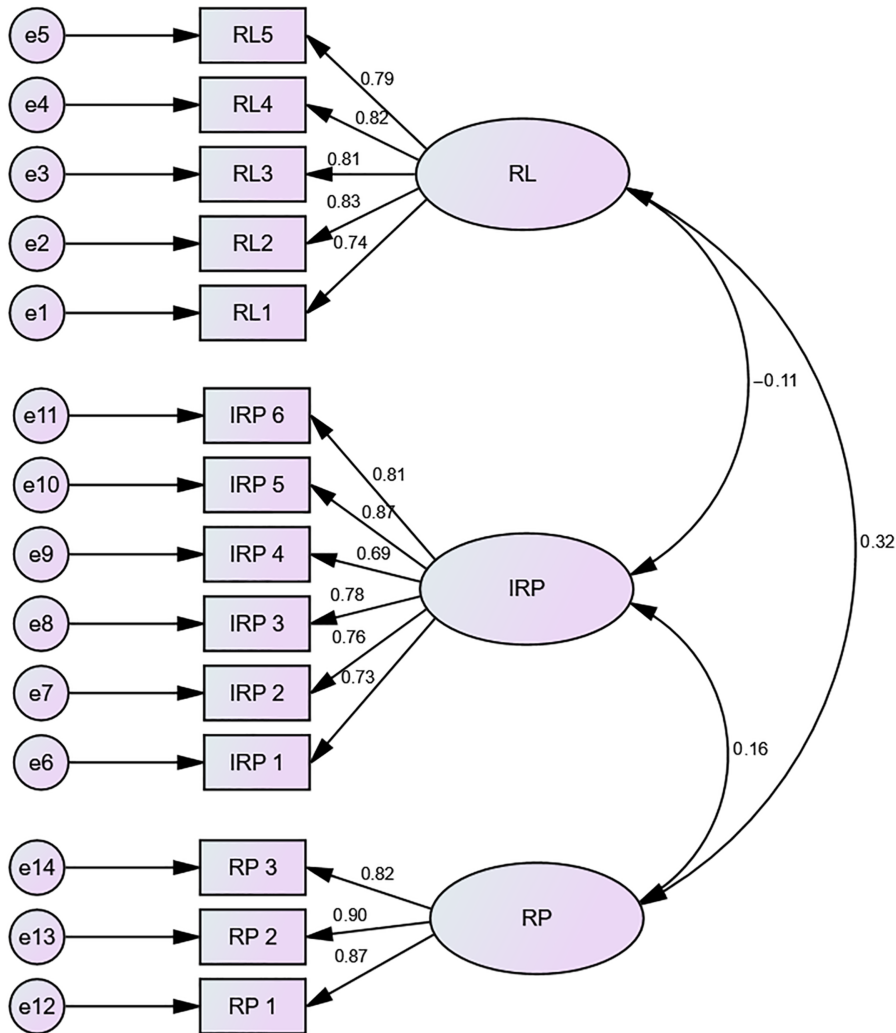 e5 RL5
0.79
e4 RL4
0.82
e3 RL3 0.81 RL
0.83
e2 RL2
0.74
e1 RL1
–0.11
e11 IRP 6
0.81
e10 IRP 5
0.87
0.32
e9 IRP 4 0.69
IRP
0.78
e8 IRP 3
0.76
0.73
e7 IRP 2
0.16
e6 IRP 1
e14 RP 3 0.82
0.90 RP
e13 RP 2
0.87
e12 RP 1